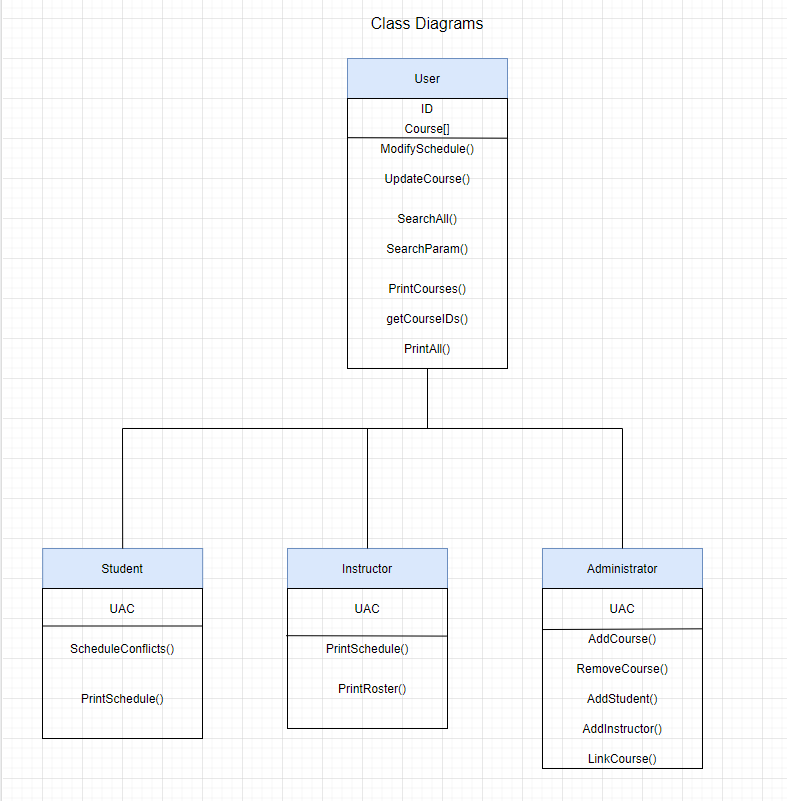 Class Diagrams
User
ID
Course[]
ModifySchedule()
UpdateCourse()
SearchAll()
SearchParam()
PrintCourses()
getCourseIDs()
PrintAll()
Student
UAC
ScheduleConflicts()
PrintSchedule()
Instructor
UAC
PrintSchedule()
PrintRoster()
Administrator
UAC
AddCourse()
RemoveCourse()
AddStudent()
AddInstructor()
LinkCourse()